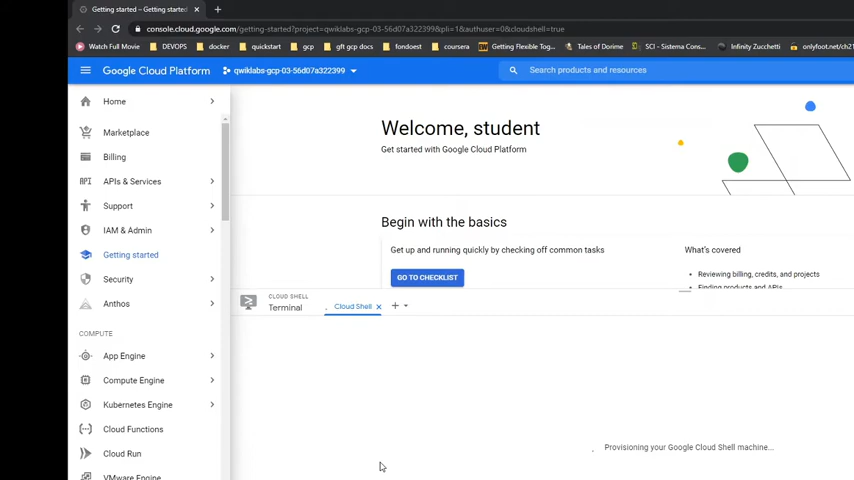 Getting started – Getting started
console.cloud.google.com/getting-started?project=qwiklabs-gcp-03-56d07a322399&pli=1&authuser=0&cloudshell=true
Watch Full Movie DEVOPS docker quickstart gcp gft gcp docs fondoest coursera Getting Flexible Tog... Tales of Dorime SCI - Sistema Cons... Infinity Zucchetti onlyfoot.net/ch21
Google Cloud Platform qwiklabs-gcp-03-56d07a322399 Search products and resources
Home
Marketplace
Billing
API APIs & Services
Support
IAM & Admin
Getting started
Security
Anthos
COMPUTE
App Engine
Compute Engine
Kubernetes Engine
Cloud Functions
Cloud Run
VMware Engine
Welcome, student
Get started with Google Cloud Platform
Begin with the basics
Get up and running quickly by checking off common tasks
GO TO CHECKLIST
What's covered
Reviewing billing, credits, and projects
Finding products and APIs
CLOUD SHELL
Terminal
Cloud Shell
Provisioning your Google Cloud Shell machine...